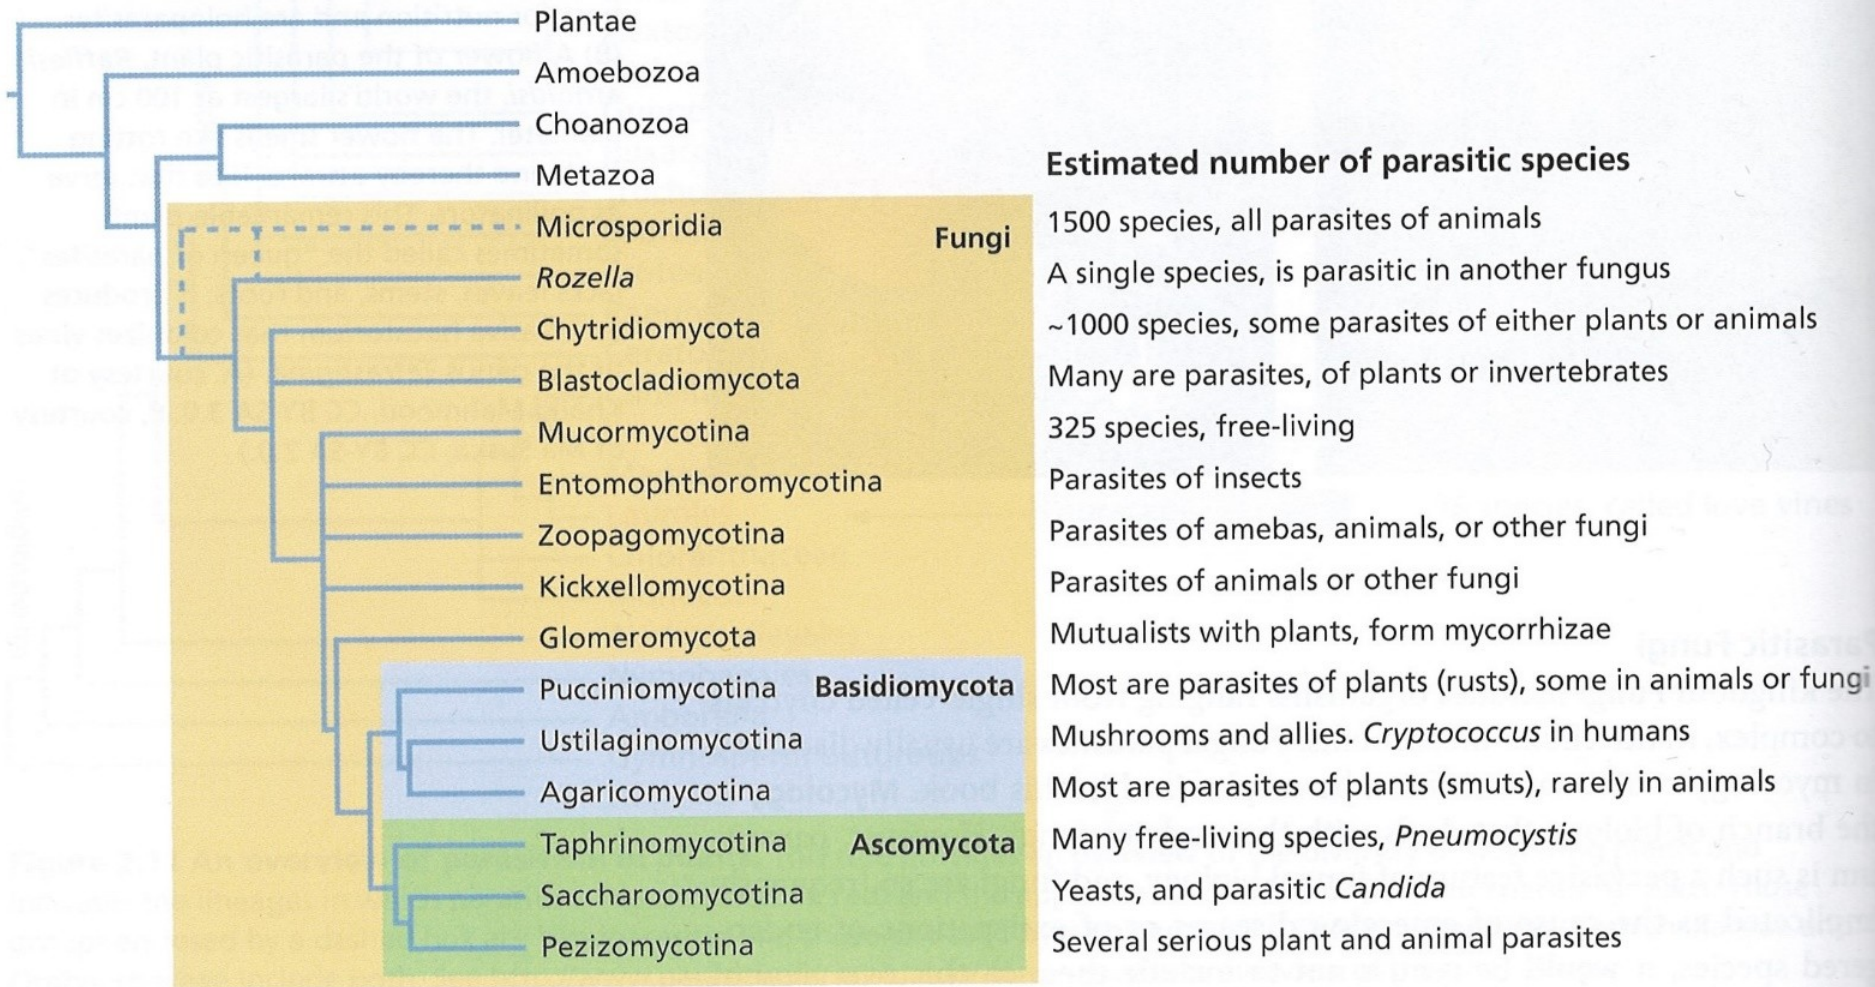 Plantae
Amoebozoa
Choanozoa
Metazoa
Estimated number of parasitic species
Microsporidia
Fungi
1500 species, all parasites of animals
Rozella
A single species, is parasitic in another fungus
Chytridiomycota
~1000 species, some parasites of either plants or animals
Blastocladiomycota
Many are parasites, of plants or invertebrates
Mucormycotina
325 species, free-living
Entomophthoromycotina
Parasites of insects
Zoopagomycotina
Parasites of amebas, animals, or other fungi
Kickxellomycotina
Parasites of animals or other fungi
Glomeromycota
Mutualists with plants, form mycorrhizae
Pucciniomycotina
Basidiomycota
Most are parasites of plants (rusts), some in animals or fungi
Ustilaginomycotina
Mushrooms and allies. Cryptococcus in humans
Agaricomycotina
Most are parasites of plants (smuts), rarely in animals
Taphrinomycotina
Ascomycota
Many free-living species, Pneumocystis
Saccharoomycotina
Yeasts, and parasitic Candida
Pezizomycotina
Several serious plant and animal parasites